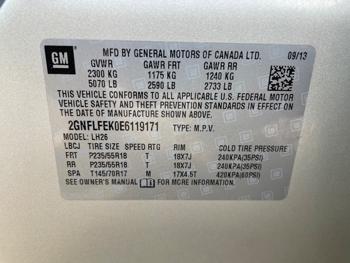 GM
MFD BY GENERAL MOTORS OF CANADA LTD. 09/13
GVWR GAWR FRT GAWR RR
2300 KG 1175 KG 1240 KG
5070 LB 2590 LB 2733 LB
THIS VEHICLE CONFORMS TO ALL APPLICABLE U.S. FEDERAL
MOTOR VEHICLE SAFETY AND THEFT PREVENTION STANDARDS IN EFFECT
ON THE DATE OF MANUFACTURE SHOWN ABOVE.
2GNFLFEK0E6119171 TYPE: M.P.V.
MODEL: LH26
LBCJ TIRE SIZE SPEED RTG RIM COLD TIRE PRESSURE
FRT P235/55R18 T 18X7J 240KPA(35PSI)
RR P235/55R18 T 18X7J 240KPA(35PSI)
SPA T145/70R17 M 17X4.5T 420KPA(60PSI)
SEE OWNER'S MANUAL FOR MORE INFORMATION.